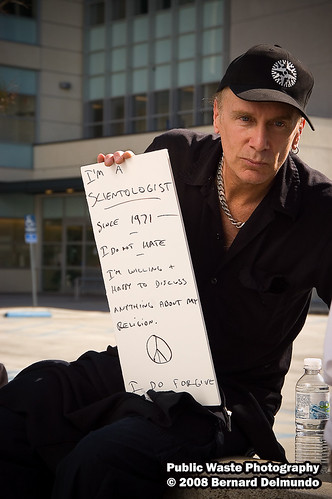 I'M A
SCIENTOLOGIST
SINCE 1971 —
I DO NOT HATE
I'M WILLING +
HAPPY TO DISCUSS
ANYTHING ABOUT MY
RELIGION.
I DO FORGIVE
Public Waste Photography
© 2008 Bernard Delmundo